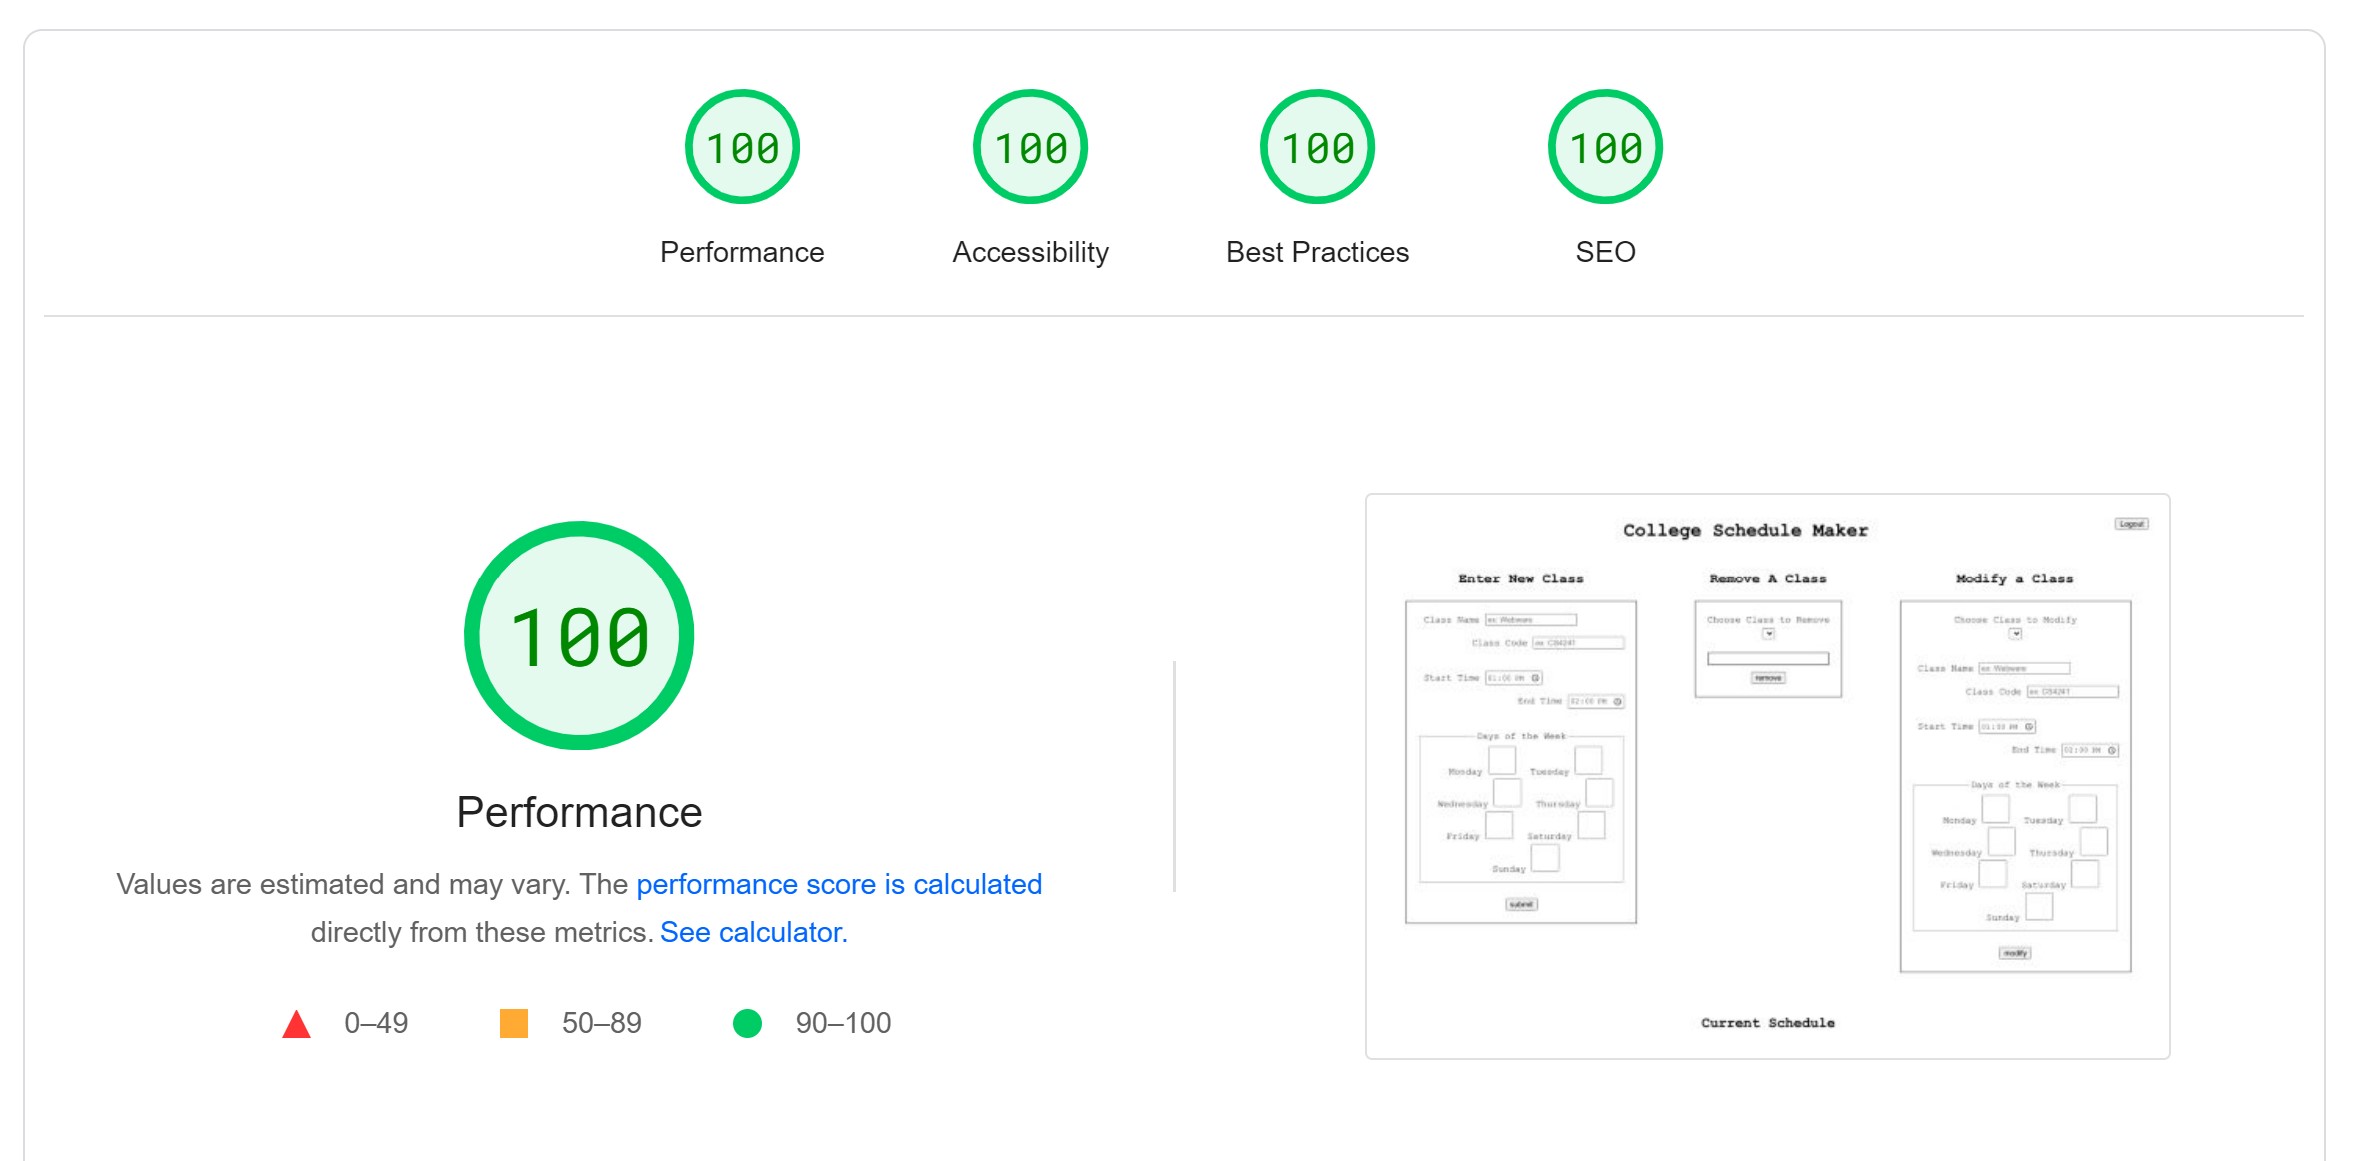 100 100 100 100
Performance Accessibility Best Practices SEO
100
Performance
Values are estimated and may vary. The performance score is calculated
directly from these metrics. See calculator.
0–49 50–89 90–100
College Schedule Maker
Logout
Enter New Class
Class Name ex: Webware
Class Code ex: CS4241
Start Time 01:00 PM
End Time 02:00 PM
Days of the Week
Monday Tuesday
Wednesday Thursday
Friday Saturday
Sunday
submit
Remove A Class
Choose Class to Remove
remove
Modify a Class
Choose Class to Modify
Class Name ex: Webware
Class Code ex: CS4241
Start Time 01:00 PM
End Time 02:00 PM
Days of the Week
Monday Tuesday
Wednesday Thursday
Friday Saturday
Sunday
modify
Current Schedule